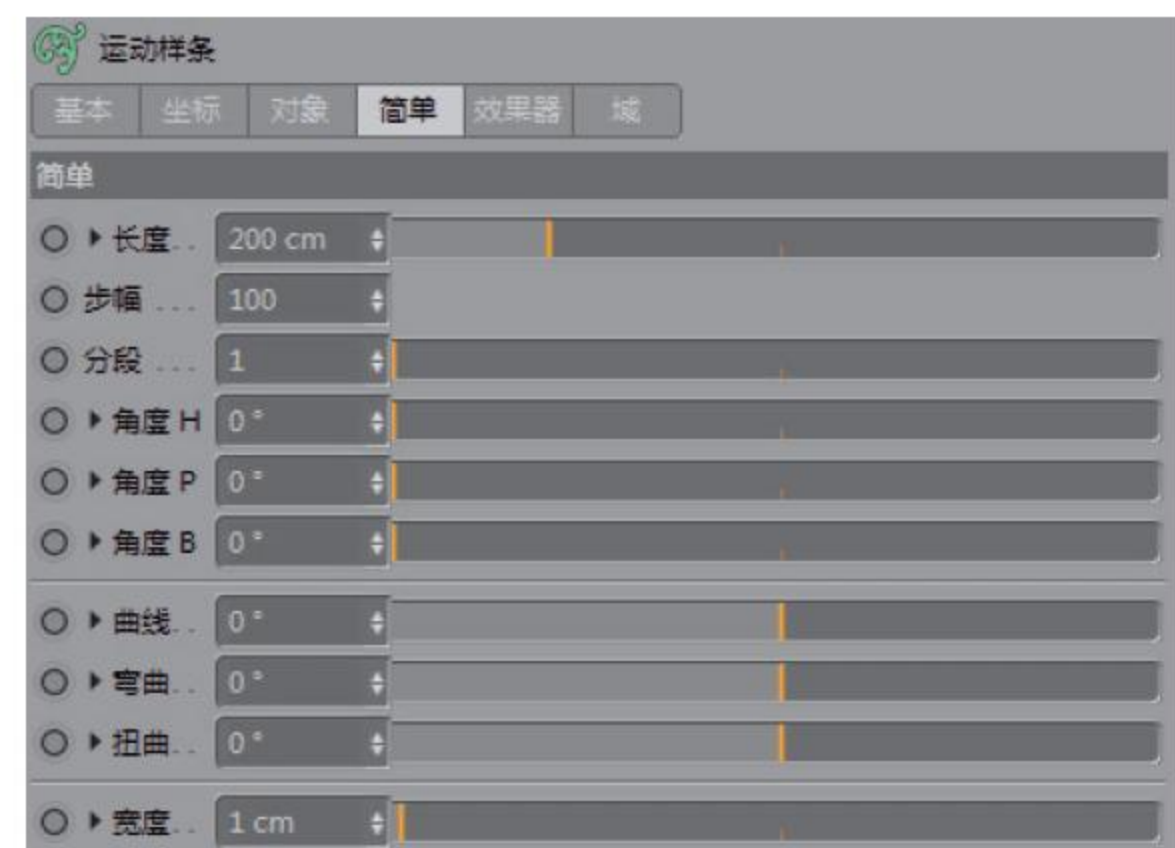 运动样条
基本 坐标 对象 简单 效果器 域
简单
长度. . 200 cm
步幅 . . . 100
分段 . . . 1
角度 H 0 °
角度 P 0 °
角度 B 0 °
曲线. . 0 °
弯曲. . 0 °
扭曲. . 0 °
宽度. . 1 cm